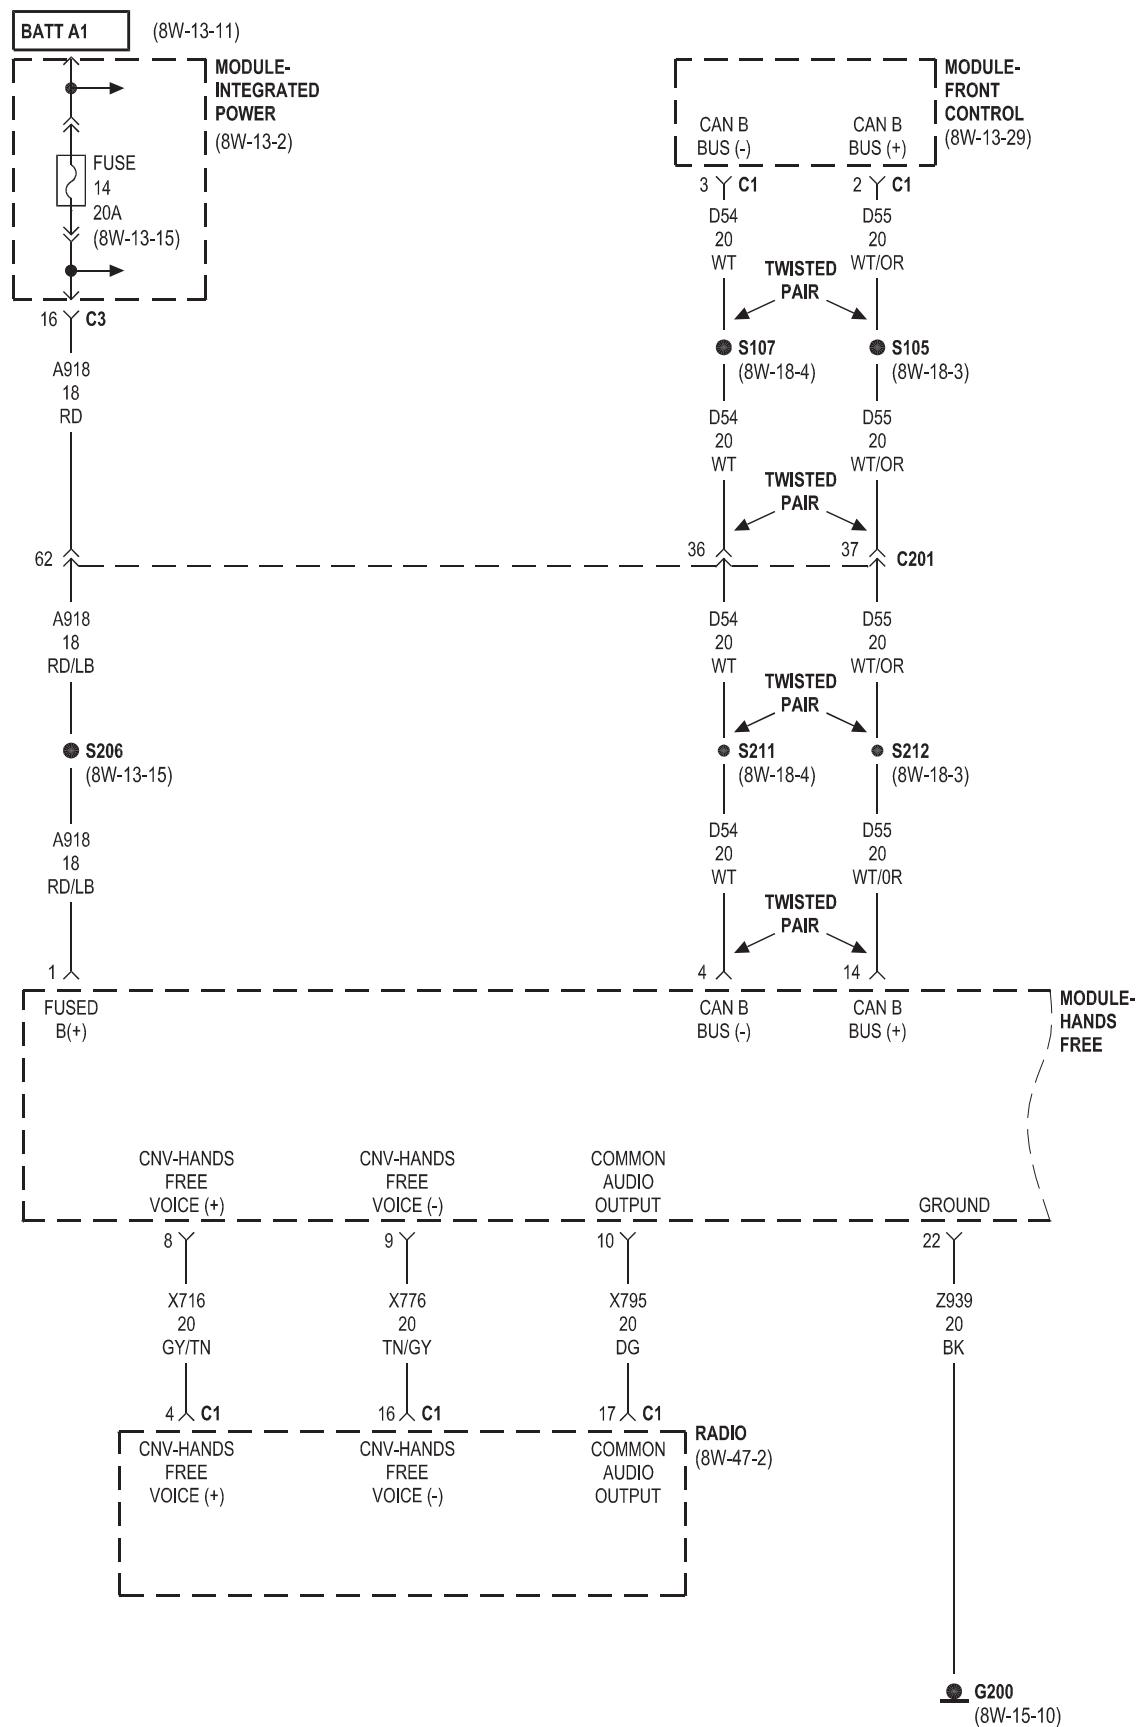 BATT A1
(8W-13-11)
MODULE-
INTEGRATED
POWER
(8W-13-2)
FUSE
14
20A
(8W-13-15)
16 C3
A918
18
RD
MODULE-
FRONT
CONTROL
(8W-13-29)
CAN B
BUS (-)
CAN B
BUS (+)
3 C1
2 C1
D54
20
WT
D55
20
WT/OR
TWISTED
PAIR
S107
(8W-18-4)
S105
(8W-18-3)
D54
20
WT
D55
20
WT/OR
TWISTED
PAIR
62
36
37
C201
A918
18
RD/LB
D54
20
WT
D55
20
WT/OR
TWISTED
PAIR
S206
(8W-13-15)
S211
(8W-18-4)
S212
(8W-18-3)
A918
18
RD/LB
D54
20
WT
D55
20
WT/0R
TWISTED
PAIR
1
4
14
FUSED
B(+)
CAN B
BUS (-)
CAN B
BUS (+)
MODULE-
HANDS
FREE
CNV-HANDS
FREE
VOICE (+)
CNV-HANDS
FREE
VOICE (-)
COMMON
AUDIO
OUTPUT
GROUND
8
9
10
22
X716
20
GY/TN
X776
20
TN/GY
X795
20
DG
Z939
20
BK
4 C1
16 C1
17 C1
RADIO
(8W-47-2)
CNV-HANDS
FREE
VOICE (+)
CNV-HANDS
FREE
VOICE (-)
COMMON
AUDIO
OUTPUT
G200
(8W-15-10)